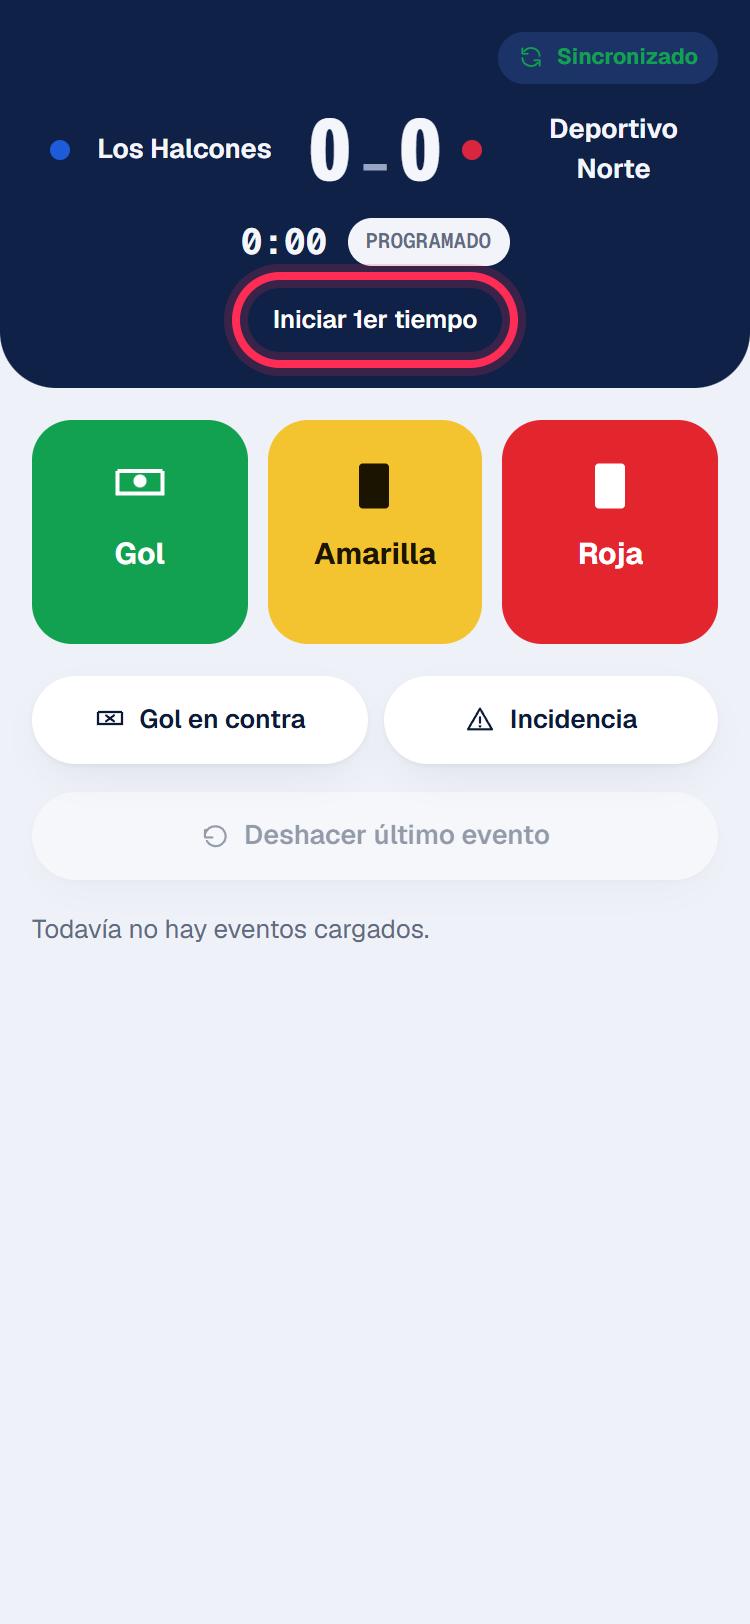 Sincronizado
Los Halcones
0 - 0
Deportivo
Norte
0:00
PROGRAMADO
Iniciar 1er tiempo
Gol
Amarilla
Roja
Gol en contra
Incidencia
Deshacer último evento
Todavía no hay eventos cargados.